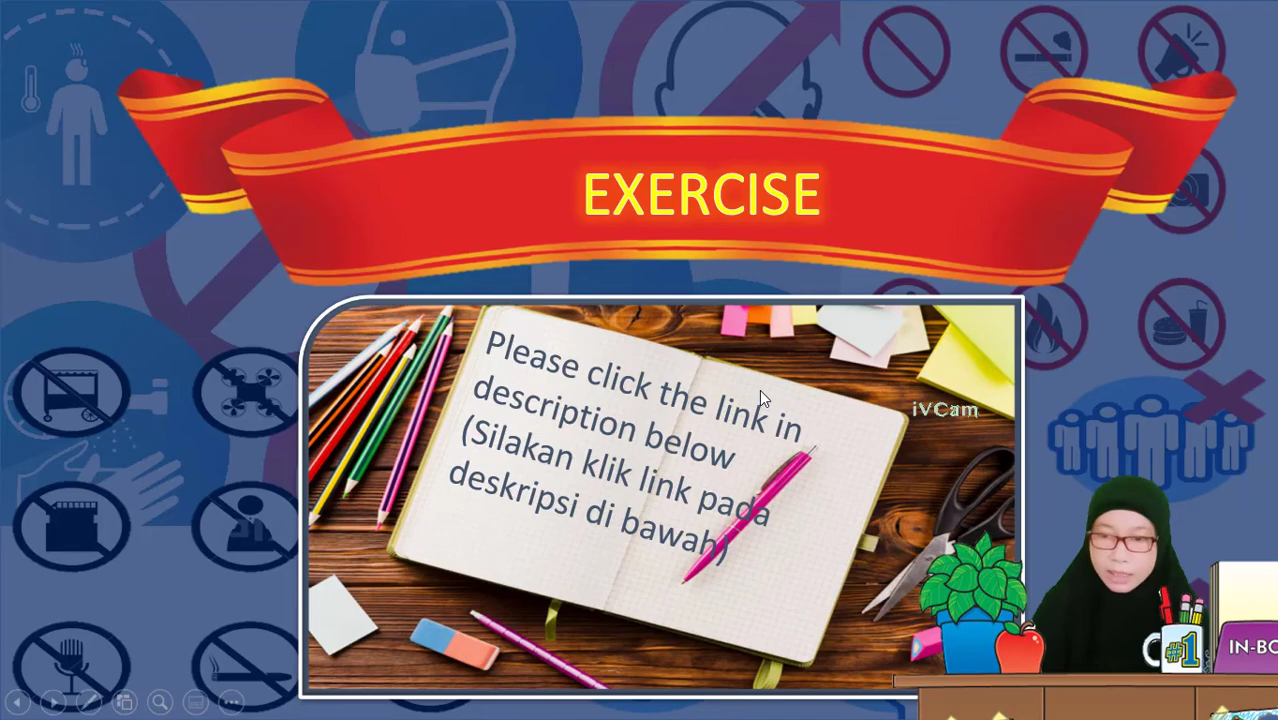 EXERCISE
Please click the link in
description below
(Silakan klik link pada
deskripsi di bawah)
iVCam
#1
IN-BO